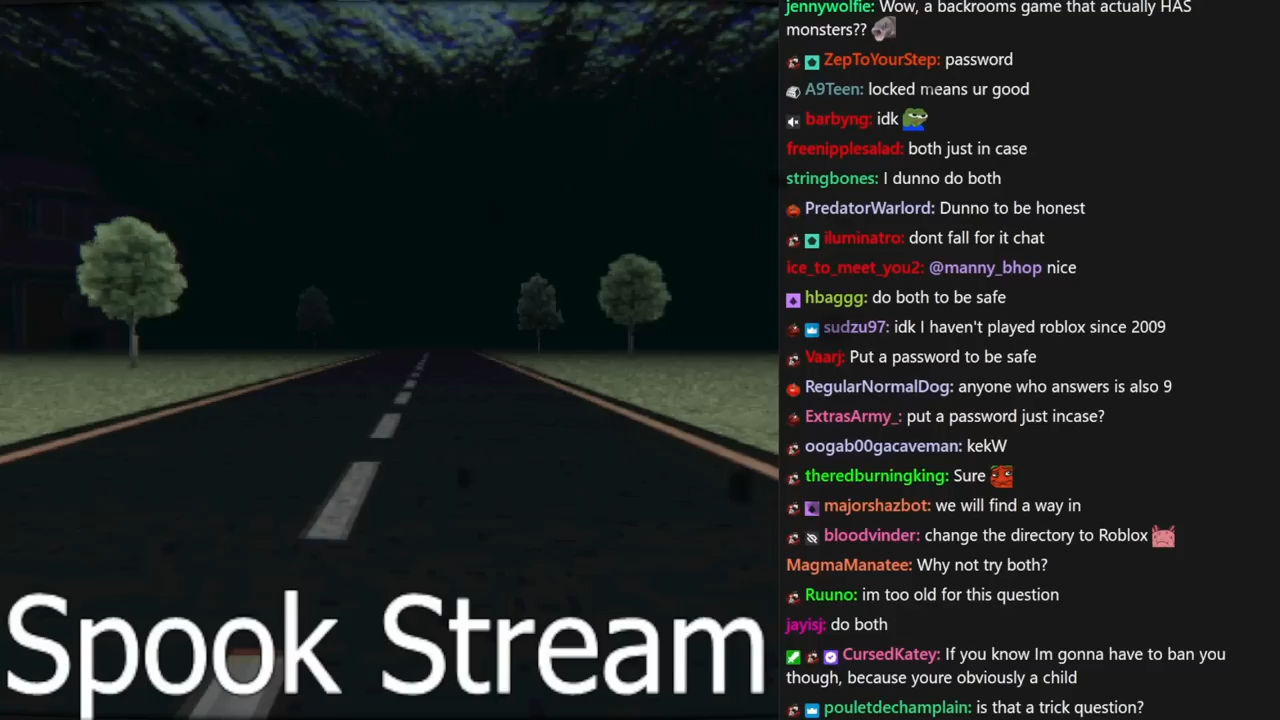 jennywolfie: Wow, a backrooms game that actually HAS
monsters??
ZepToYourStep: password
A9Teen: locked means ur good
barbyng: idk
freenipplesalad: both just in case
stringbones: I dunno do both
PredatorWarlord: Dunno to be honest
iluminatro: dont fall for it chat
ice_to_meet_you2: @manny_bhop nice
hbaggg: do both to be safe
sudzu97: idk I haven't played roblox since 2009
Vaarj: Put a password to be safe
RegularNormalDog: anyone who answers is also 9
ExtrasArmy_: put a password just incase?
oogab00gacaveman: kekW
theredburningking: Sure
majorshazbot: we will find a way in
bloodvinder: change the directory to Roblox
MagmaManatee: Why not try both?
Ruuno: im too old for this question
jayisj: do both
CursedKatey: If you know Im gonna have to ban you
though, because youre obviously a child
pouletdechamplain: is that a trick question?
Spook Stream